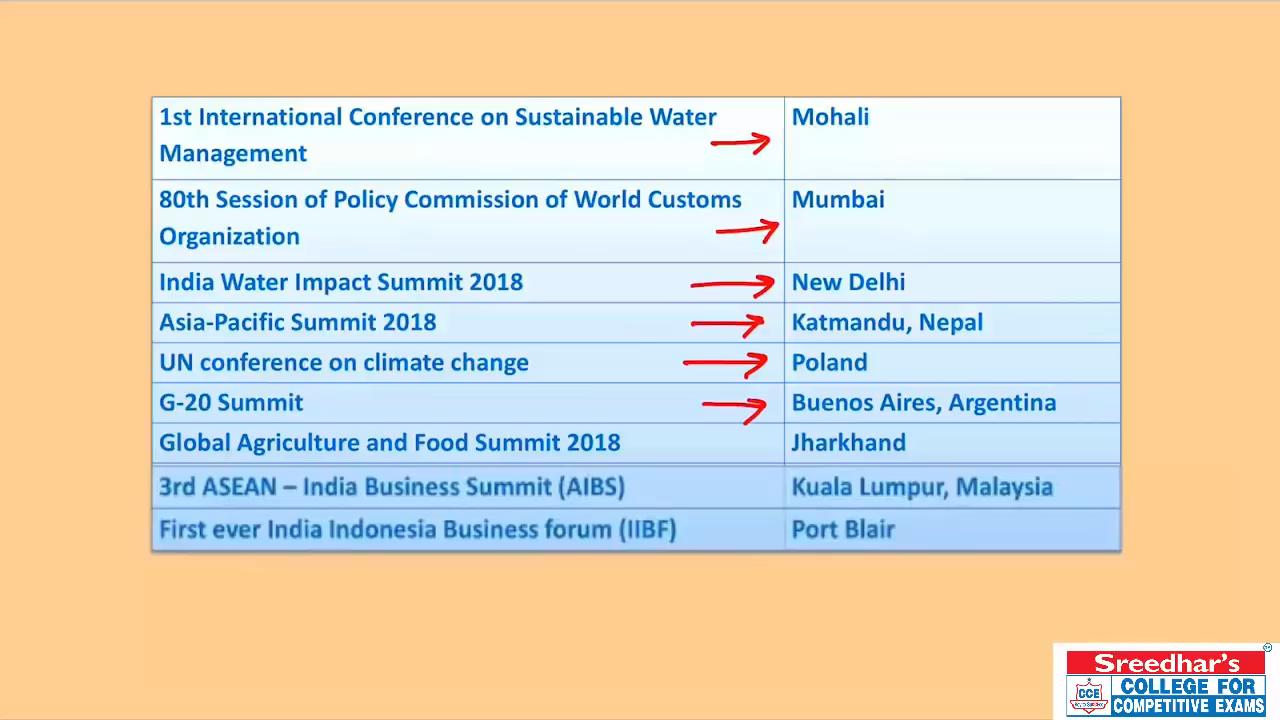 1st International Conference on Sustainable Water
Management
Mohali
80th Session of Policy Commission of World Customs
Organization
Mumbai
India Water Impact Summit 2018
New Delhi
Asia-Pacific Summit 2018
Katmandu, Nepal
UN conference on climate change
Poland
G-20 Summit
Buenos Aires, Argentina
Global Agriculture and Food Summit 2018
Jharkhand
3rd ASEAN – India Business Summit (AIBS)
Kuala Lumpur, Malaysia
First ever India Indonesia Business forum (IIBF)
Port Blair
Sreedhar's
CCE
COLLEGE FOR
COMPETITIVE EXAMS